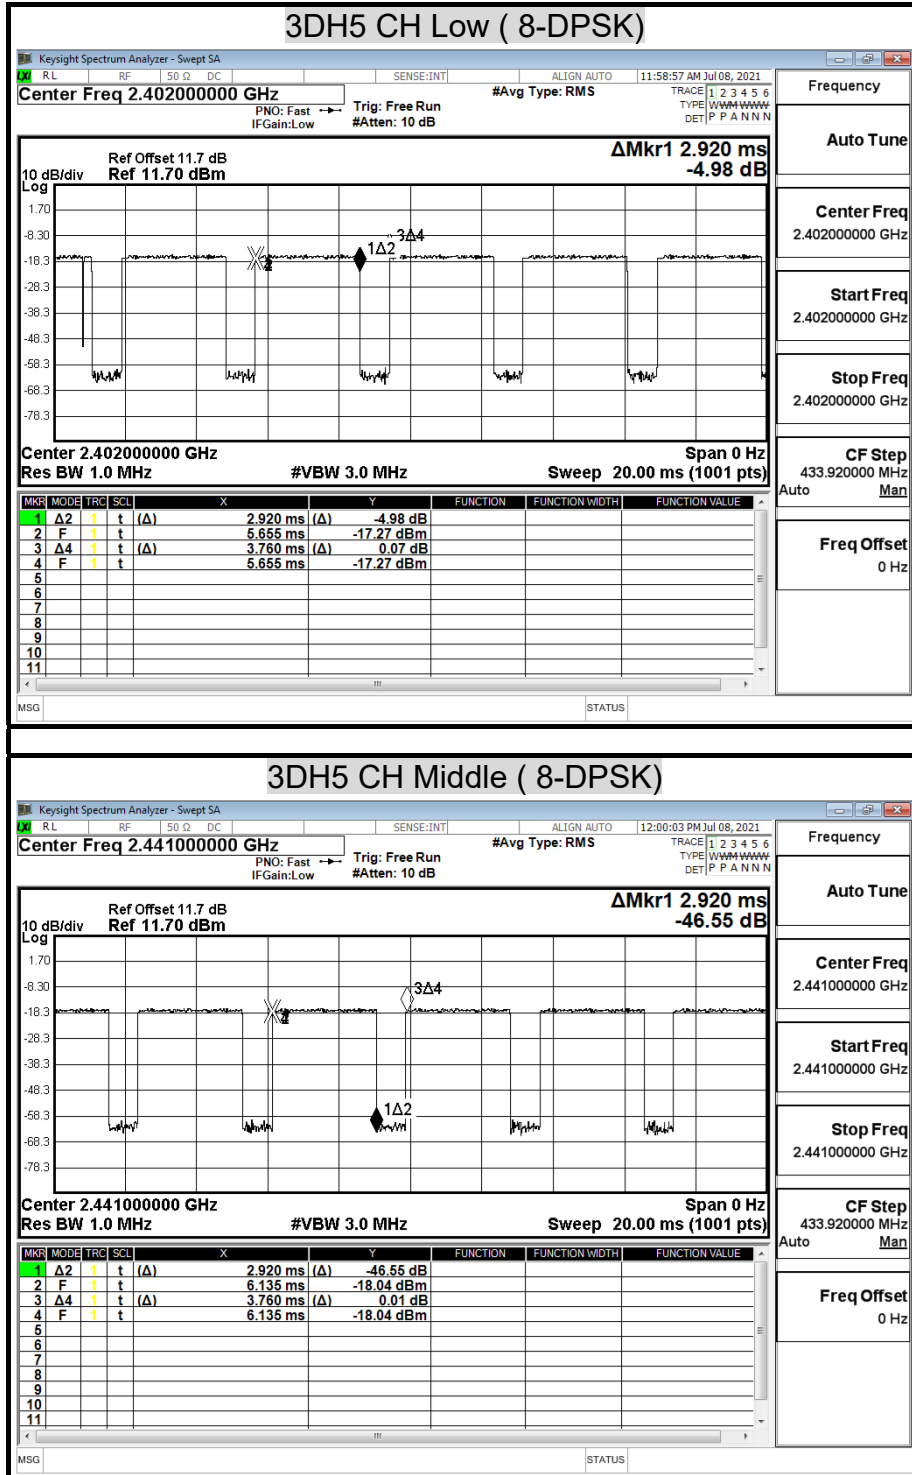 3DH5 CH Low ( 8-DPSK)
Keysight Spectrum Analyzer - Swept SA
LXI RL RF 50 Ω DC SENSE:INT ALIGN AUTO 11:58:57 AM Jul 08, 2021
Center Freq 2.402000000 GHz #Avg Type: RMS TRACE 1 2 3 4 5 6
PNO: Fast Trig: Free Run TYPE WWMWWWW
IFGain:Low #Atten: 10 dB DET P P A N N N
Frequency
Auto Tune
Center Freq
2.402000000 GHz
Start Freq
2.402000000 GHz
Stop Freq
2.402000000 GHz
CF Step
433.920000 MHz
Auto Man
Freq Offset
0 Hz
ΔMkr1 2.920 ms
-4.98 dB
Ref Offset 11.7 dB
10 dB/div Ref 11.70 dBm
Log
1.70
-8.30
-18.3
-28.3
-38.3
-48.3
-58.3
-68.3
-78.3
3Δ4
1Δ2
Center 2.402000000 GHz Span 0 Hz
Res BW 1.0 MHz #VBW 3.0 MHz Sweep 20.00 ms (1001 pts)
MKR MODE TRC SCL X Y FUNCTION FUNCTION WIDTH FUNCTION VALUE
1 Δ2 1 t (Δ) 2.920 ms (Δ) -4.98 dB
2 F 1 t 5.655 ms -17.27 dBm
3 Δ4 1 t (Δ) 3.760 ms (Δ) 0.07 dB
4 F 1 t 5.655 ms -17.27 dBm
5
6
7
8
9
10
11
MSG STATUS
3DH5 CH Middle ( 8-DPSK)
Keysight Spectrum Analyzer - Swept SA
LXI RL RF 50 Ω DC SENSE:INT ALIGN AUTO 12:00:03 PM Jul 08, 2021
Center Freq 2.441000000 GHz #Avg Type: RMS TRACE 1 2 3 4 5 6
PNO: Fast Trig: Free Run TYPE WWMWWWW
IFGain:Low #Atten: 10 dB DET P P A N N N
Frequency
Auto Tune
Center Freq
2.441000000 GHz
Start Freq
2.441000000 GHz
Stop Freq
2.441000000 GHz
CF Step
433.920000 MHz
Auto Man
Freq Offset
0 Hz
ΔMkr1 2.920 ms
-46.55 dB
Ref Offset 11.7 dB
10 dB/div Ref 11.70 dBm
Log
1.70
-8.30
-18.3
-28.3
-38.3
-48.3
-58.3
-68.3
-78.3
3Δ4
1Δ2
Center 2.441000000 GHz Span 0 Hz
Res BW 1.0 MHz #VBW 3.0 MHz Sweep 20.00 ms (1001 pts)
MKR MODE TRC SCL X Y FUNCTION FUNCTION WIDTH FUNCTION VALUE
1 Δ2 1 t (Δ) 2.920 ms (Δ) -46.55 dB
2 F 1 t 6.135 ms -18.04 dBm
3 Δ4 1 t (Δ) 3.760 ms (Δ) 0.01 dB
4 F 1 t 6.135 ms -18.04 dBm
5
6
7
8
9
10
11
MSG STATUS